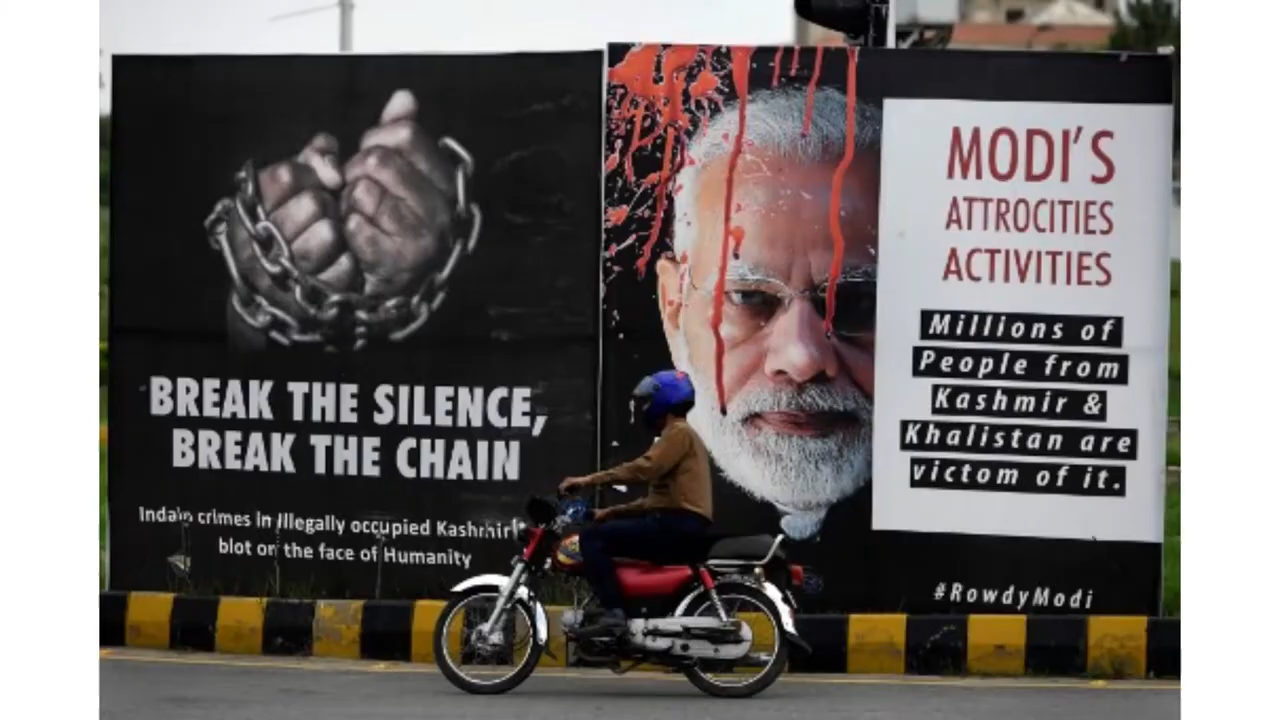 BREAK THE SILENCE,
BREAK THE CHAIN
Indain crimes in Illegally occupied Kashmir
blot on the face of Humanity
MODI'S
ATTROCITIES
ACTIVITIES
Millions of
People from
Kashmir &
Khalistan are
victom of it.
#RowdyModi